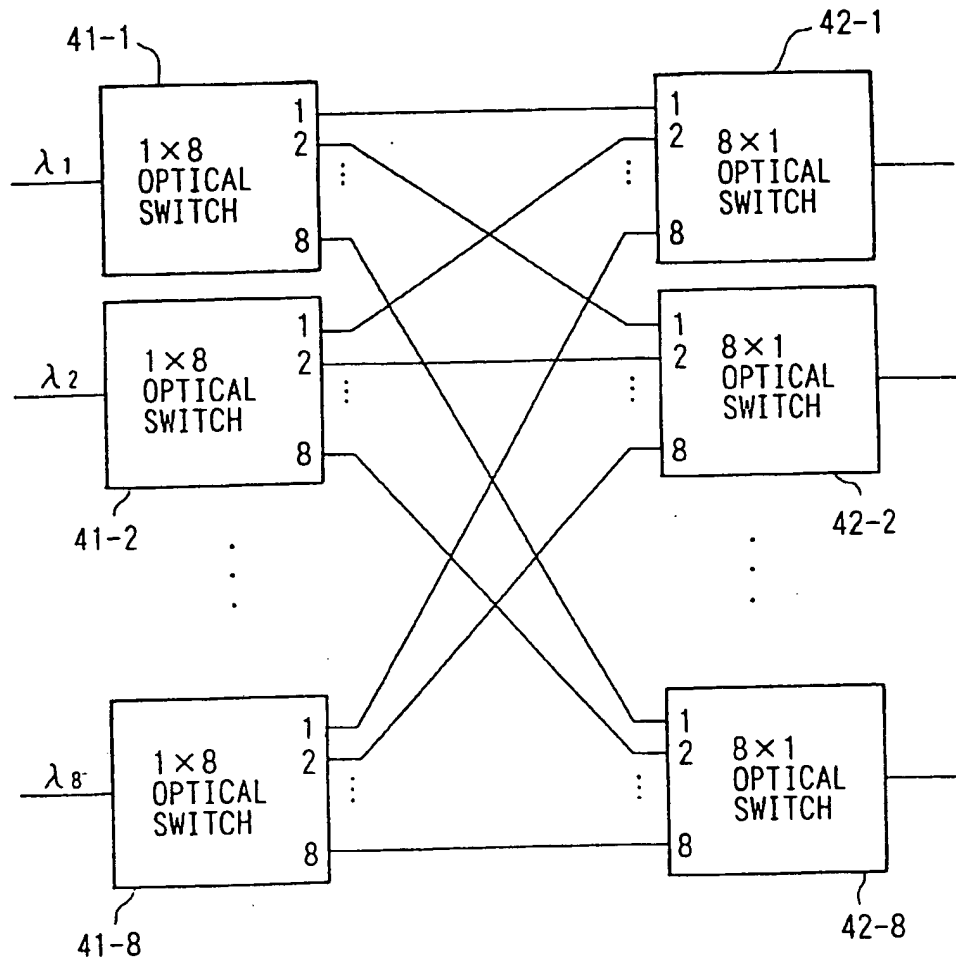 41-1
42-1
λ1
1×8
OPTICAL
SWITCH
1
2
8
1
2
8
8×1
OPTICAL
SWITCH
λ2
1×8
OPTICAL
SWITCH
1
2
8
1
2
8
8×1
OPTICAL
SWITCH
41-2
42-2
λ8
1×8
OPTICAL
SWITCH
1
2
8
1
2
8
8×1
OPTICAL
SWITCH
41-8
42-8